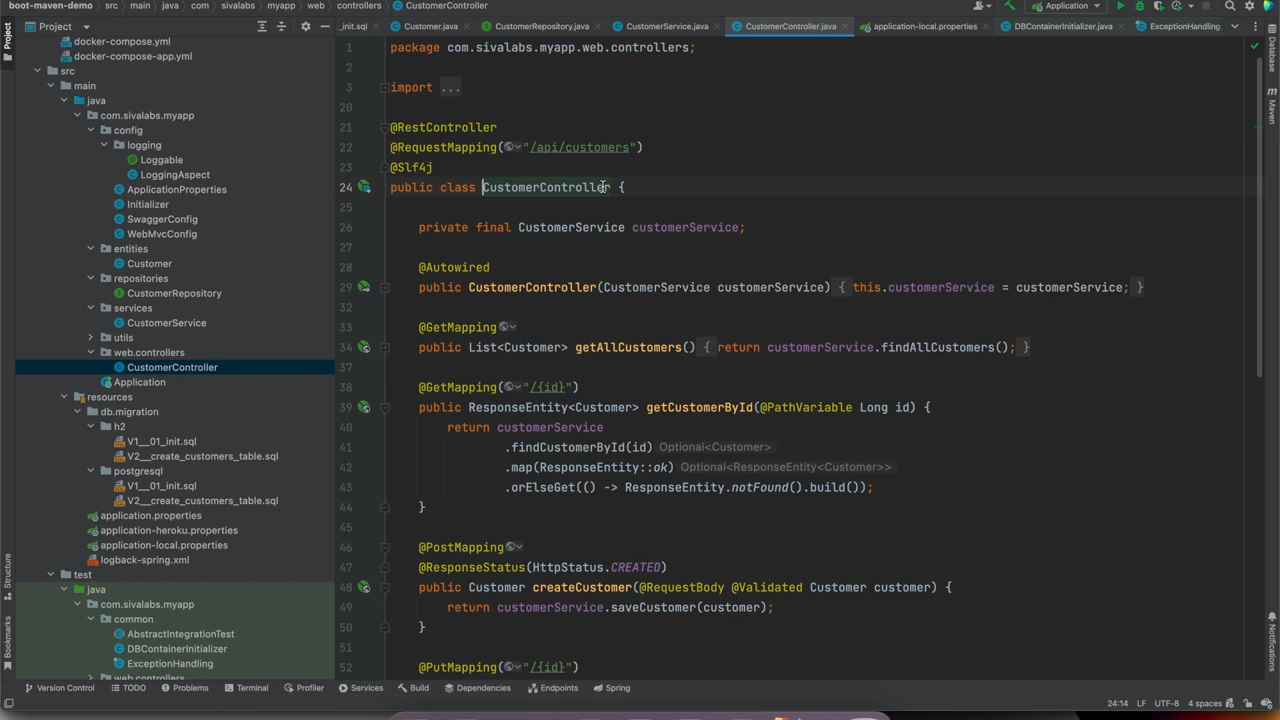 boot-maven-demo › src › main › java › com › sivalabs › myapp › web › controllers › CustomerController
Application
Project
_init.sql
Customer.java
CustomerRepository.java
CustomerService.java
CustomerController.java
application-local.properties
DBContainerInitializer.java
ExceptionHandling.
Project
Bookmarks
Structure
docker-compose.yml
docker-compose-app.yml
src
main
java
com.sivalabs.myapp
config
logging
Loggable
LoggingAspect
ApplicationProperties
Initializer
SwaggerConfig
WebMvcConfig
entities
Customer
repositories
CustomerRepository
services
CustomerService
utils
web.controllers
CustomerController
Application
resources
db.migration
h2
V1__01_init.sql
V2__create_customers_table.sql
postgresql
V1__01_init.sql
V2__create_customers_table.sql
application.properties
application-heroku.properties
application-local.properties
logback-spring.xml
test
java
com.sivalabs.myapp
common
AbstractIntegrationTest
DBContainerInitializer
ExceptionHandling
web.controllers
1 package com.sivalabs.myapp.web.controllers;
2
3 import ...
20
21 @RestController
22 @RequestMapping("/api/customers")
23 @Slf4j
24 public class CustomerController {
25
26 private final CustomerService customerService;
27
28 @Autowired
29 public CustomerController(CustomerService customerService) { this.customerService = customerService; }
32
33 @GetMapping
34 public List<Customer> getAllCustomers() { return customerService.findAllCustomers(); }
37
38 @GetMapping("/{id}")
39 public ResponseEntity<Customer> getCustomerById(@PathVariable Long id) {
40 return customerService
41 .findCustomerById(id) Optional<Customer>
42 .map(ResponseEntity::ok) Optional<ResponseEntity<Customer>>
43 .orElseGet(() -> ResponseEntity.notFound().build());
44 }
45
46 @PostMapping
47 @ResponseStatus(HttpStatus.CREATED)
48 public Customer createCustomer(@RequestBody @Validated Customer customer) {
49 return customerService.saveCustomer(customer);
50 }
51
52 @PutMapping("/{id}")
Database
Maven
Notifications
Version Control
TODO
Problems
Terminal
Profiler
Services
Build
Dependencies
Endpoints
Spring
24:14 LF UTF-8 4 spaces